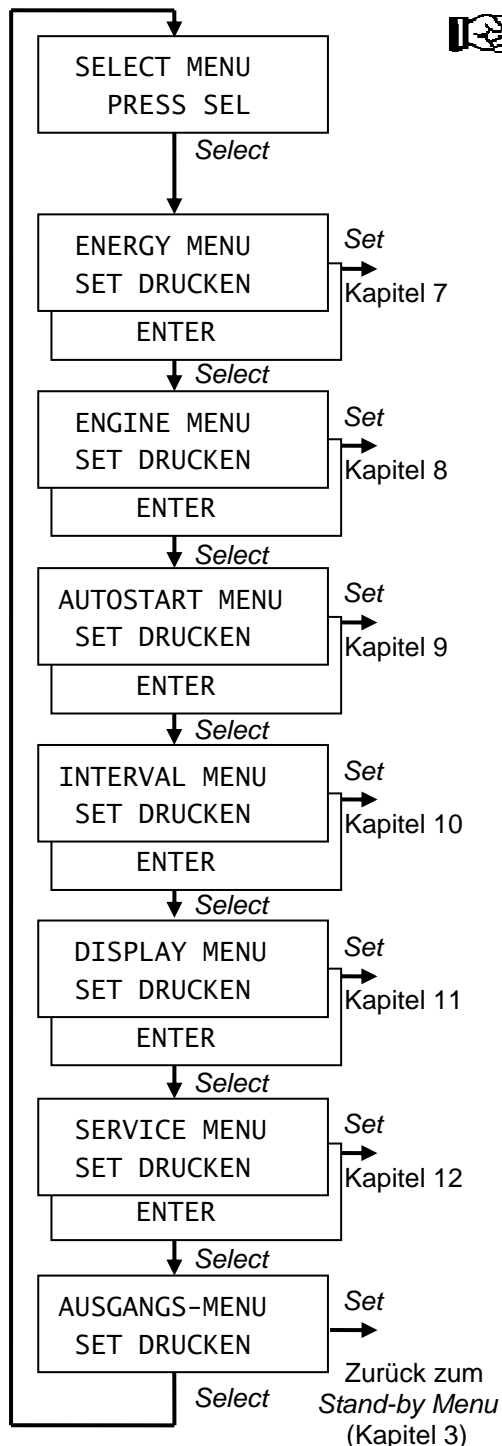 SELECT MENU
PRESS SEL
Select
ENERGY MENU
SET DRUCKEN
ENTER
Set
Kapitel 7
Select
ENGINE MENU
SET DRUCKEN
ENTER
Set
Kapitel 8
Select
AUTOSTART MENU
SET DRUCKEN
ENTER
Set
Kapitel 9
Select
INTERVAL MENU
SET DRUCKEN
ENTER
Set
Kapitel 10
Select
DISPLAY MENU
SET DRUCKEN
ENTER
Set
Kapitel 11
Select
SERVICE MENU
SET DRUCKEN
ENTER
Set
Kapitel 12
Select
AUSGANGS-MENU
SET DRUCKEN
Set
Select
Zurück zum
Stand-by Menu
(Kapitel 3)